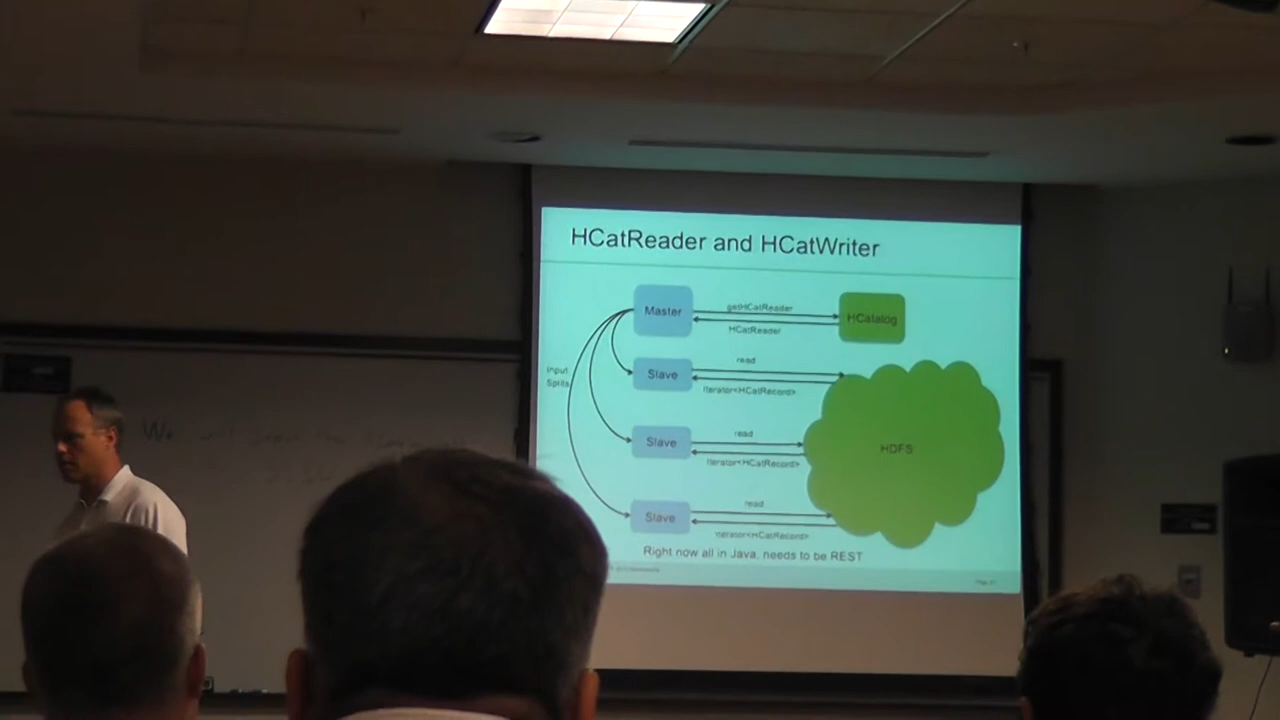 HCatReader and HCatWriter
Master
getHCatReader
HCatReader
HCatalog
Input
Splits
Slave
read
Iterator<HCatRecord>
Slave
read
Iterator<HCatRecord>
HDFS
Slave
read
Iterator<HCatRecord>
Right now all in Java, needs to be REST